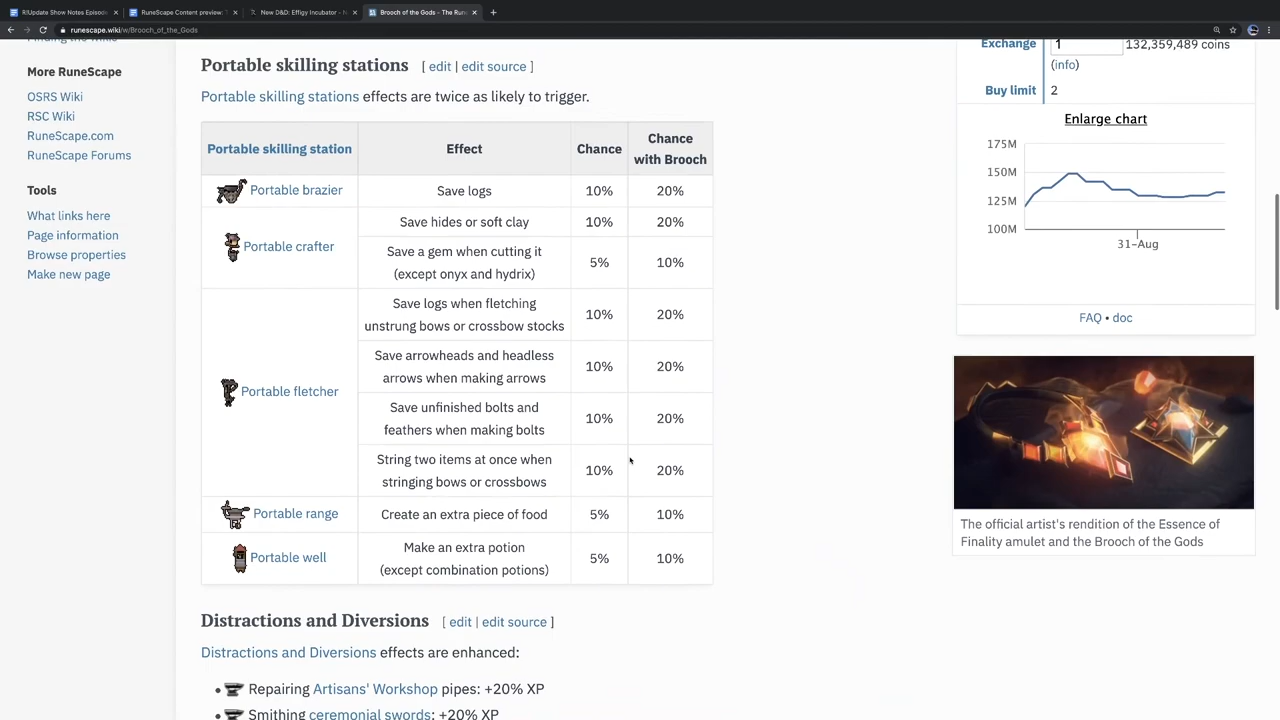 R!Update Show Notes Episode
RuneScape Content preview:
New D&D: Effigy Incubator -
Brooch of the Gods - The Rune
runescape.wiki/w/Brooch_of_the_Gods
More RuneScape
OSRS Wiki
RSC Wiki
RuneScape.com
RuneScape Forums
Tools
What links here
Page information
Browse properties
Make new page
Portable skilling stations [ edit | edit source ]
Portable skilling stations effects are twice as likely to trigger.
Portable skilling station Effect Chance Chance
with Brooch
Portable brazier Save logs 10% 20%
Portable crafter Save hides or soft clay 10% 20%
Save a gem when cutting it
(except onyx and hydrix) 5% 10%
Portable fletcher Save logs when fletching
unstrung bows or crossbow stocks 10% 20%
Save arrowheads and headless
arrows when making arrows 10% 20%
Save unfinished bolts and
feathers when making bolts 10% 20%
String two items at once when
stringing bows or crossbows 10% 20%
Portable range Create an extra piece of food 5% 10%
Portable well Make an extra potion
(except combination potions) 5% 10%
Distractions and Diversions [ edit | edit source ]
Distractions and Diversions effects are enhanced:
• Repairing Artisans' Workshop pipes: +20% XP
• Smithing ceremonial swords: +20% XP
Exchange 1 132,359,489 coins
(info)
Buy limit 2
Enlarge chart
175M
150M
125M
100M
31-Aug
FAQ • doc
The official artist's rendition of the Essence of
Finality amulet and the Brooch of the Gods